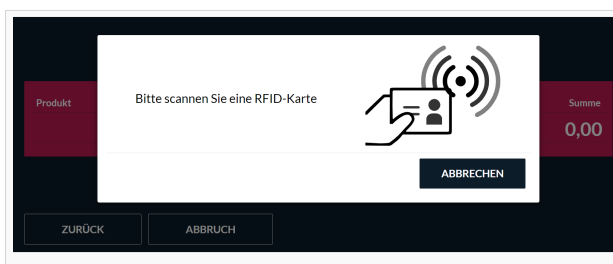 Bitte scannen Sie eine RFID-Karte
Produkt
Summe
0,00
ABBRECHEN
ZURÜCK
ABBRUCH